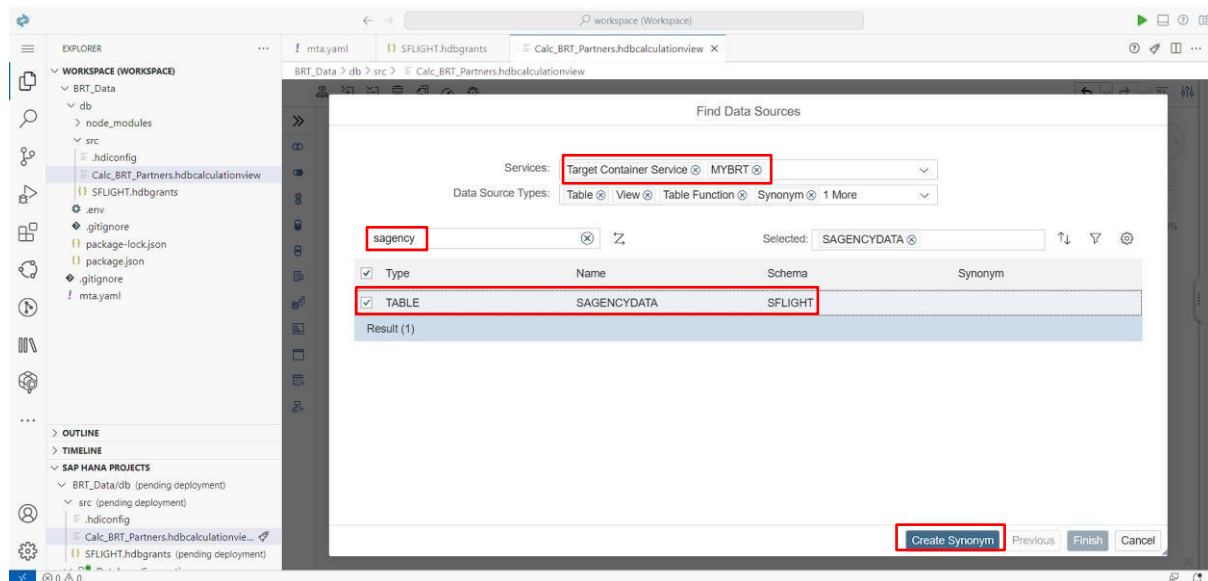 workspace (Workspace)
EXPLORER
mta.yaml
SFLIGHT.hdbgrants
Calc_BRT_Partners.hdbcalculationview
WORKSPACE (WORKSPACE)
BRT_Data > db > src > Calc_BRT_Partners.hdbcalculationview
BRT_Data
db
node_modules
src
.hdiconfig
Calc_BRT_Partners.hdbcalculationview
SFLIGHT.hdbgrants
.env
.gitignore
package-lock.json
package.json
.gitignore
mta.yaml
OUTLINE
TIMELINE
SAP HANA PROJECTS
BRT_Data/db (pending deployment)
src (pending deployment)
.hdiconfig
Calc_BRT_Partners.hdbcalculationvie...
SFLIGHT.hdbgrants (pending deployment)
Find Data Sources
Services: Target Container Service MYBRT
Data Source Types: Table View Table Function Synonym 1 More
sagency Selected: SAGENCYDATA
Type Name Schema Synonym
TABLE SAGENCYDATA SFLIGHT
Result (1)
Create Synonym Previous Finish Cancel
0 0